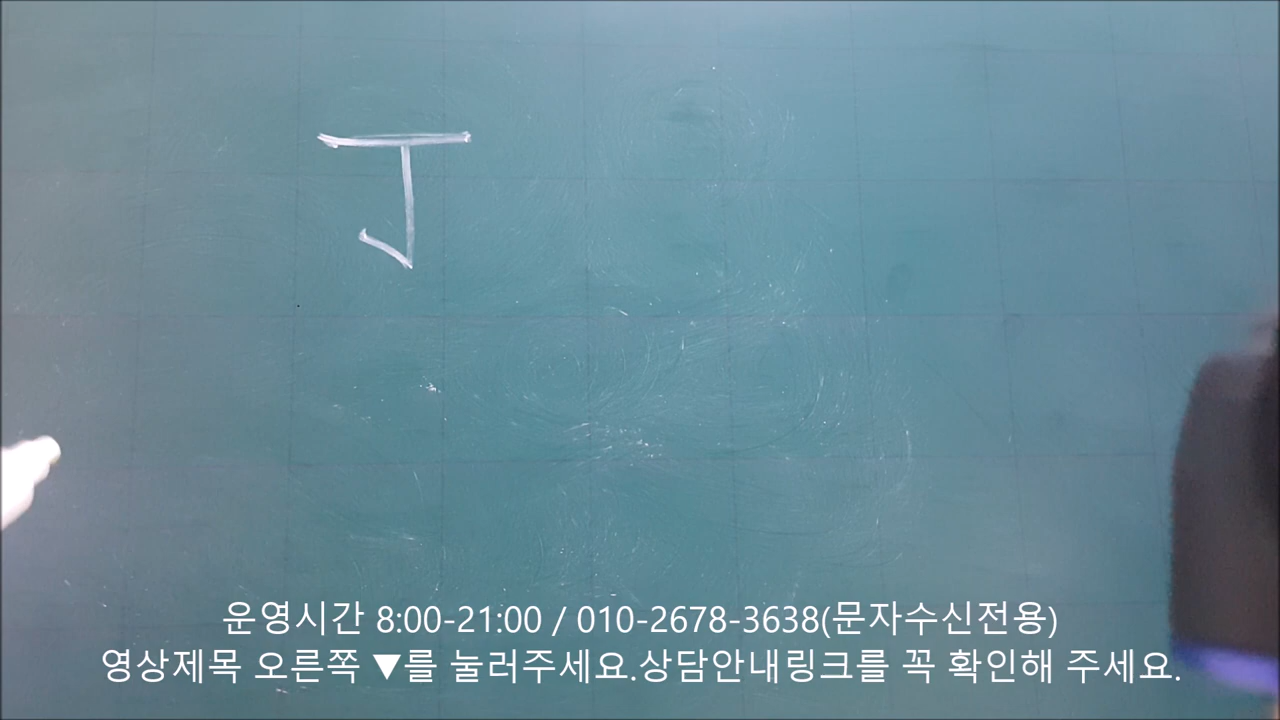 J
운영시간 8:00-21:00 / 010-2678-3638(문자수신전용)
영상제목 오른쪽 ▼를 눌러주세요.상담안내링크를 꼭 확인해 주세요.